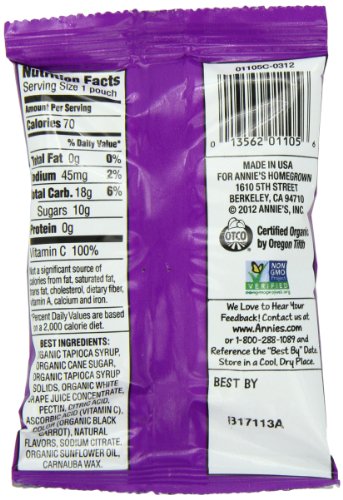 Nutrition Facts
Serving Size 1 pouch
Amount Per Serving
Calories 70
% Daily Value*
Total Fat 0g 0%
Sodium 45mg 2%
Total Carb. 18g 6%
Sugars 10g
Protein 0g
Vitamin C 100%
Not a significant source of
calories from fat, saturated fat,
trans fat, cholesterol, dietary fiber,
vitamin A, calcium and iron.
*Percent Daily Values are based
on a 2,000 calorie diet.
BEST INGREDIENTS:
ORGANIC TAPIOCA SYRUP,
ORGANIC CANE SUGAR,
ORGANIC TAPIOCA SYRUP
SOLIDS, ORGANIC WHITE
GRAPE JUICE CONCENTRATE,
PECTIN, CITRIC ACID,
ASCORBIC ACID (VITAMIN C),
COLOR (ORGANIC BLACK
CARROT), NATURAL
FLAVORS, SODIUM CITRATE,
ORGANIC SUNFLOWER OIL,
CARNAUBA WAX.
01105C-0312
0 13562 01105 6
MADE IN USA
FOR ANNIE'S HOMEGROWN
1610 5TH STREET
BERKELEY, CA 94710
© 2012 ANNIE'S, INC.
OTCO
Certified Organic
by Oregon Tilth
NON
GMO
Project
VERIFIED
nongmoproject.org
We Love to Hear Your
Feedback! Contact us at
www.Annies.com
or 1-800-288-1089 and
Reference the "Best By" Date
Store in a Cool, Dry Place.
BEST BY
B17113A